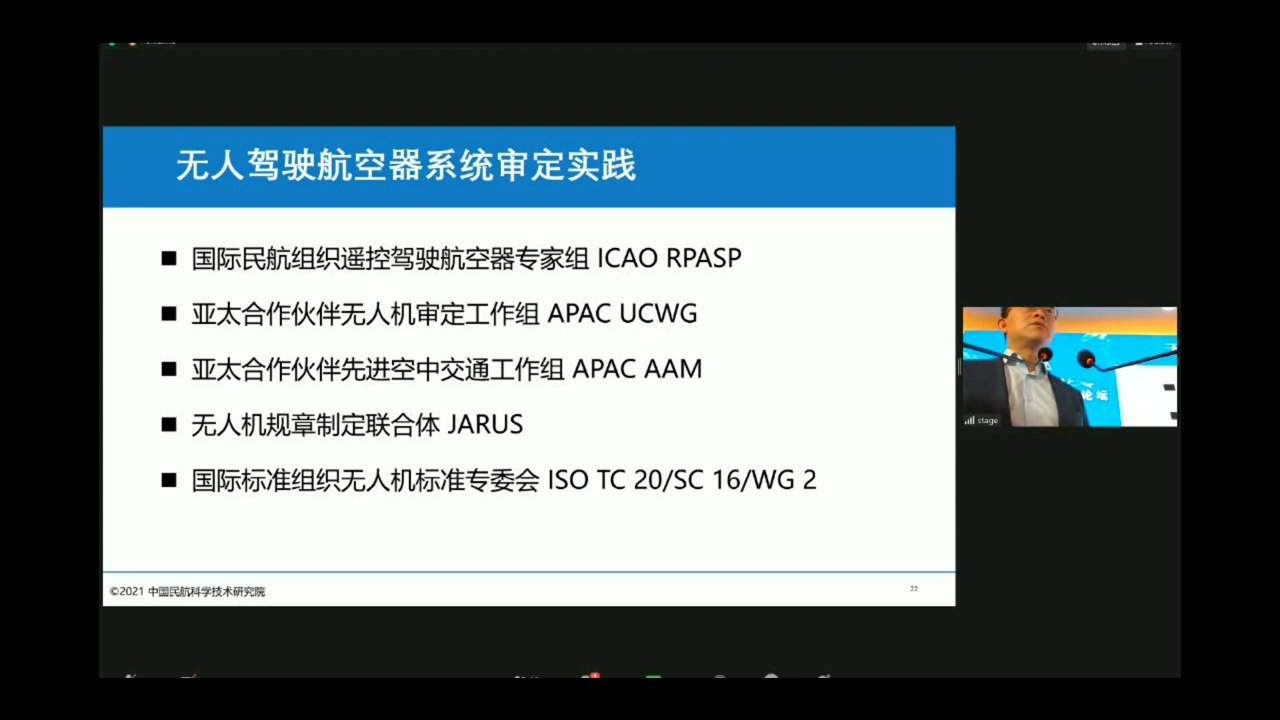 无人驾驶航空器系统审定实践
■ 国际民航组织遥控驾驶航空器专家组 ICAO RPASP
■ 亚太合作伙伴无人机审定工作组 APAC UCWG
■ 亚太合作伙伴先进空中交通工作组 APAC AAM
■ 无人机规章制定联合体 JARUS
■ 国际标准组织无人机标准专委会 ISO TC 20/SC 16/WG 2
©2021 中国民航科学技术研究院
22
论坛
stage